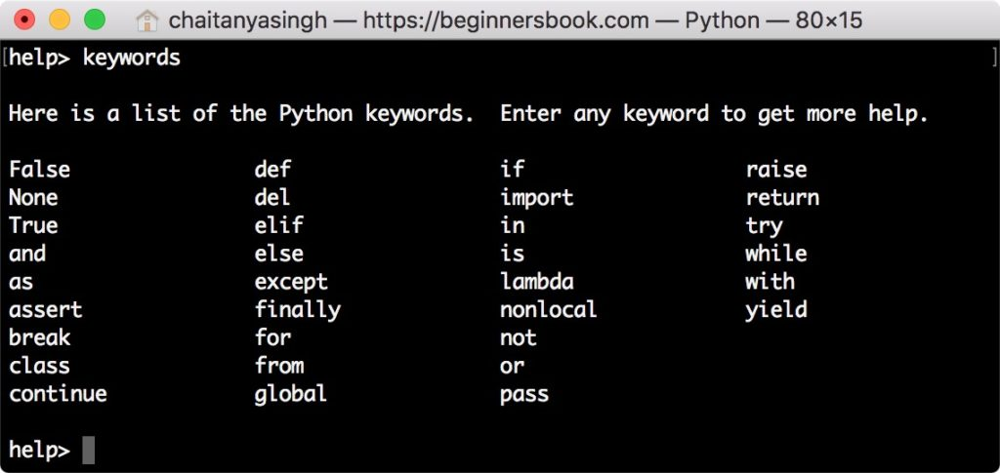 chaitanyasingh — https://beginnersbook.com — Python — 80×15
[help> keywords ]
Here is a list of the Python keywords.  Enter any keyword to get more help.
False               def                 if                  raise
None                del                 import              return
True                elif                in                  try
and                 else                is                  while
as                  except              lambda              with
assert              finally             nonlocal            yield
break               for                 not
class               from                or
continue            global              pass
help>